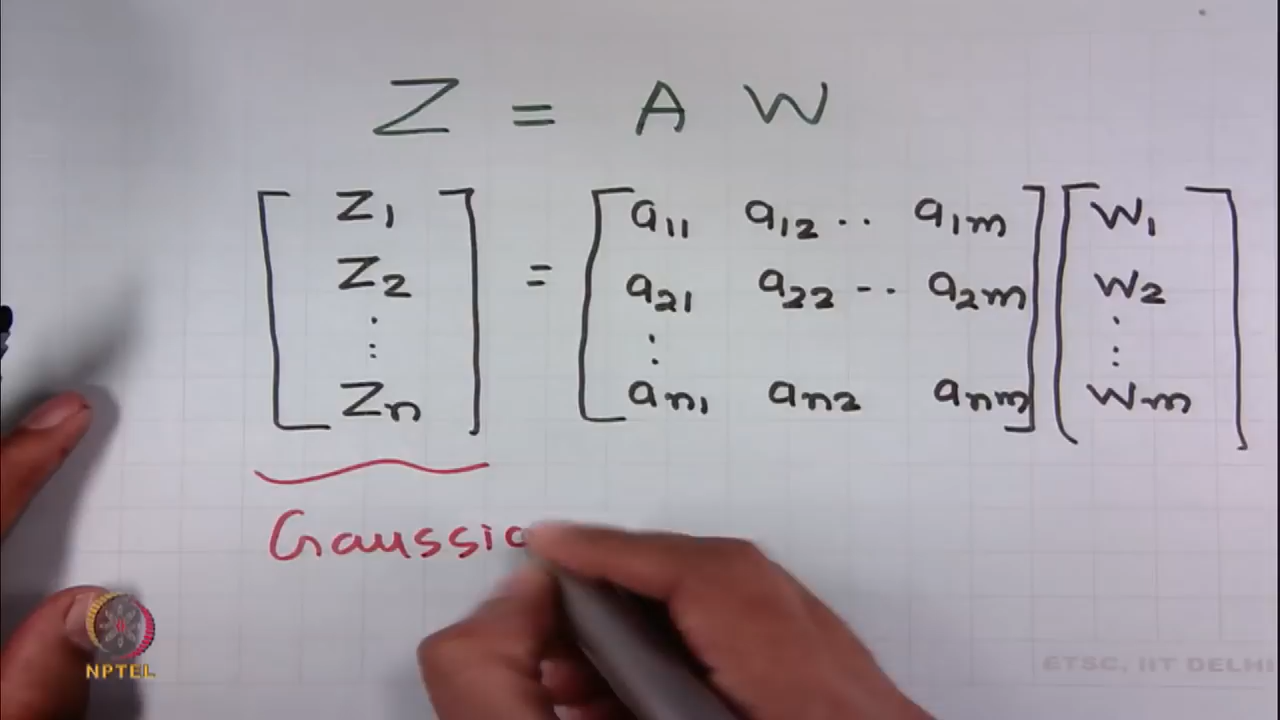 Z = A W
[ Z1 ] = [ a11 a12 .. a1m ] [ W1 ]
[ Z2 ] [ a21 a22 -.. a2m ] [ W2 ]
[ ⋮ ] [ ⋮ ] [ ⋮ ]
[ Zn ] [ an1 an2 anm ] [ Wm ]
Gaussia
NPTEL
ETSC, IIT DELHI